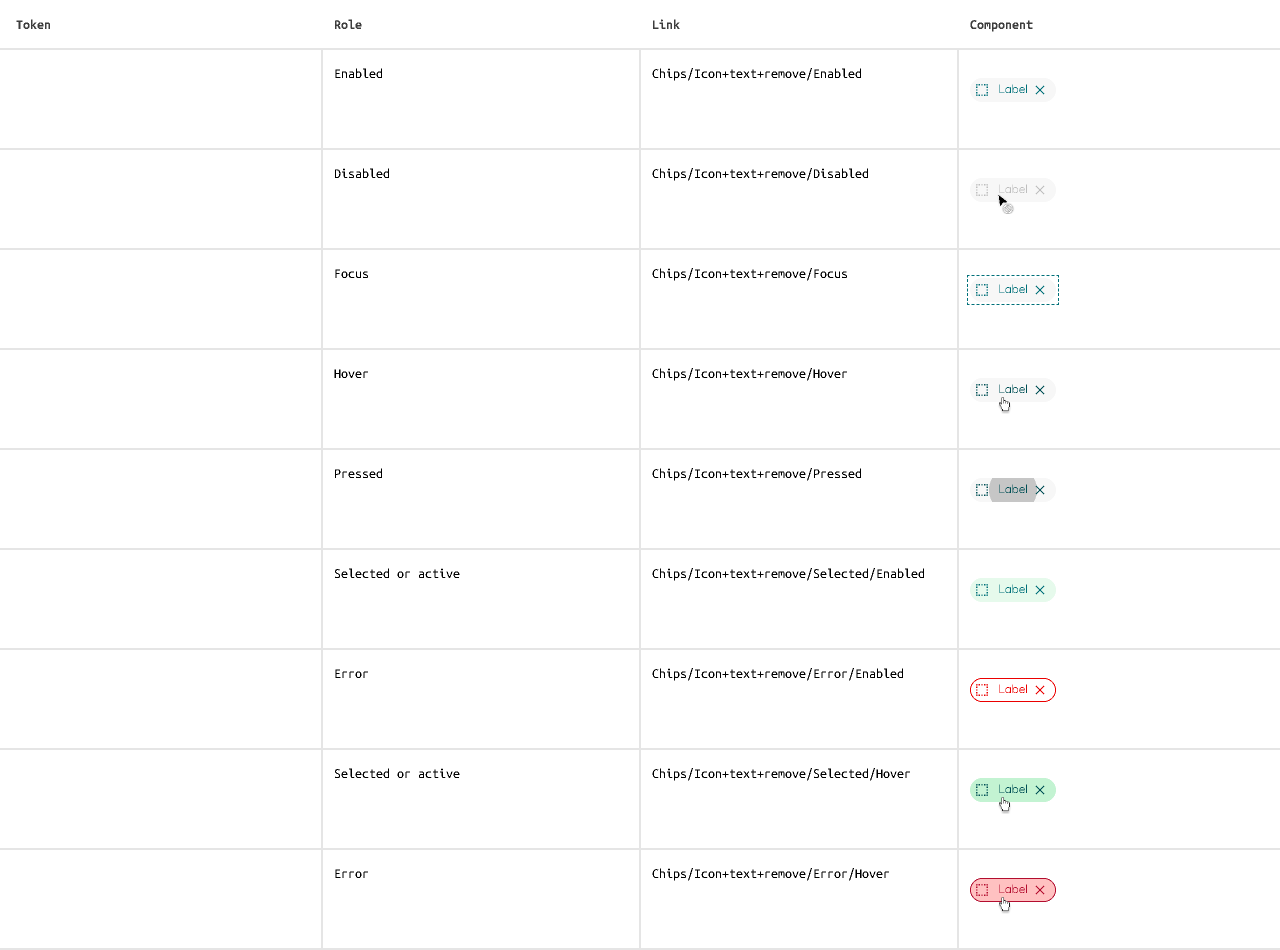 Token Role Link Component
Enabled Chips/Icon+text+remove/Enabled Label
Disabled Chips/Icon+text+remove/Disabled Label
Focus Chips/Icon+text+remove/Focus Label
Hover Chips/Icon+text+remove/Hover Label
Pressed Chips/Icon+text+remove/Pressed Label
Selected or active Chips/Icon+text+remove/Selected/Enabled Label
Error Chips/Icon+text+remove/Error/Enabled Label
Selected or active Chips/Icon+text+remove/Selected/Hover Label
Error Chips/Icon+text+remove/Error/Hover Label